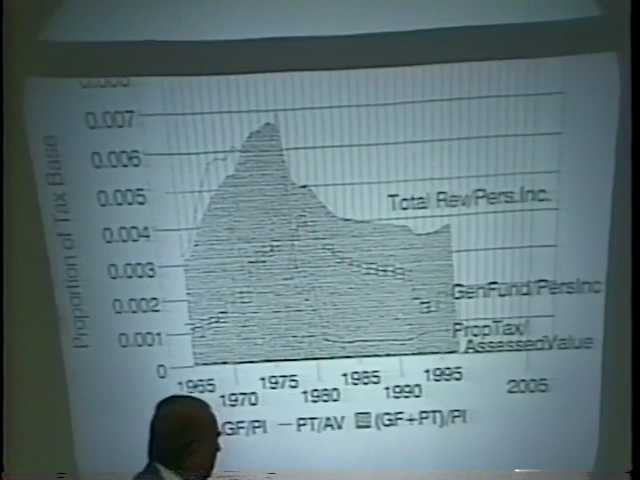 0.008
0.007
0.006
0.005
0.004
0.003
0.002
0.001
0
Proportion of Tax Base
Total Rev/Pers.Inc.
GenFund/PersInc
PropTax/
AssessedValue
1965
1970
1975
1980
1985
1990
1995
2005
GF/PI
PT/AV
(GF+PT)/PI